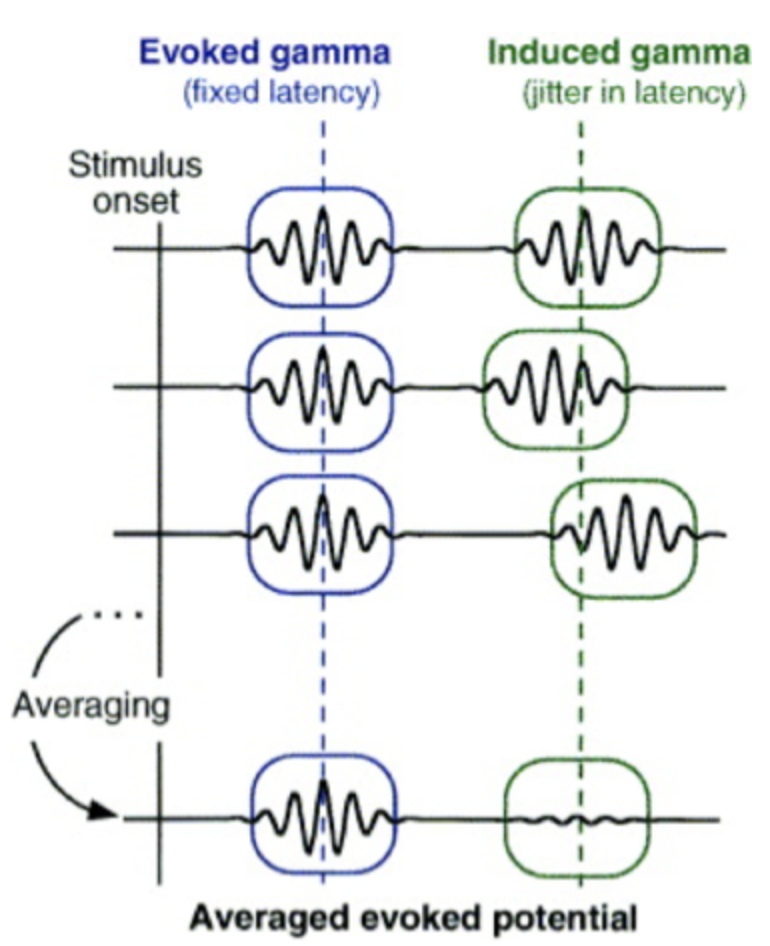 Evoked gamma
(fixed latency)
Induced gamma
(jitter in latency)
Stimulus
onset
...
Averaging
Averaged evoked potential